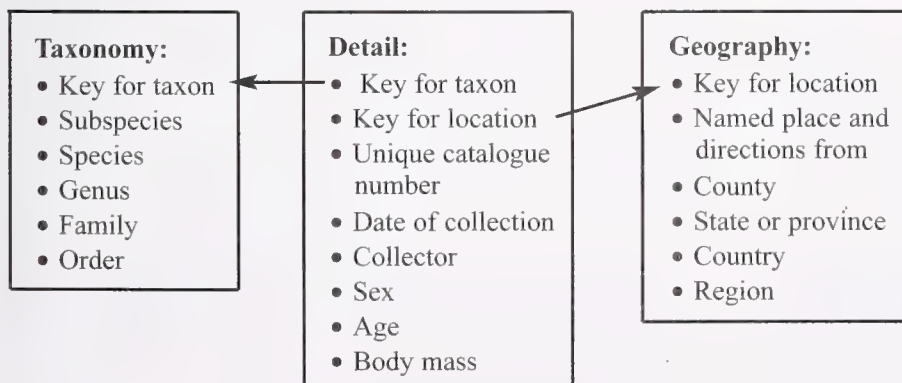 Taxonomy:
• Key for taxon
• Subspecies
• Species
• Genus
• Family
• Order
Detail:
• Key for taxon
• Key for location
• Unique catalogue
number
• Date of collection
• Collector
• Sex
• Age
• Body mass
Geography:
• Key for location
• Named place and
directions from
• County
• State or province
• Country
• Region